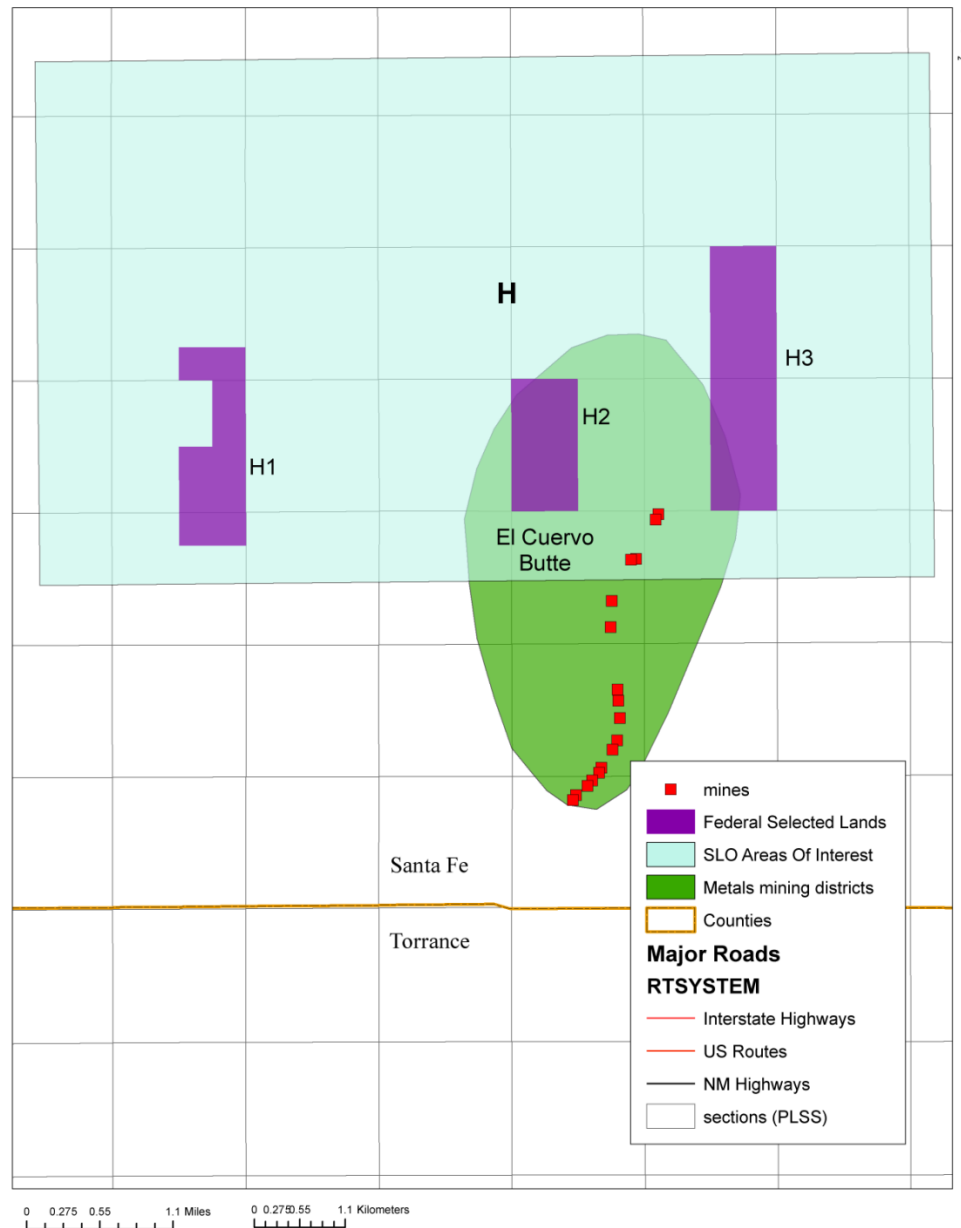 H
H3
H2
H1
El Cuervo
Butte
mines
Federal Selected Lands
SLO Areas Of Interest
Metals mining districts
Santa Fe
Counties
Torrance
Major Roads
RTSYSTEM
Interstate Highways
US Routes
NM Highways
sections (PLSS)
0 0.275 0.55 1.1 Miles
0 0.275 0.55 1.1 Kilometers